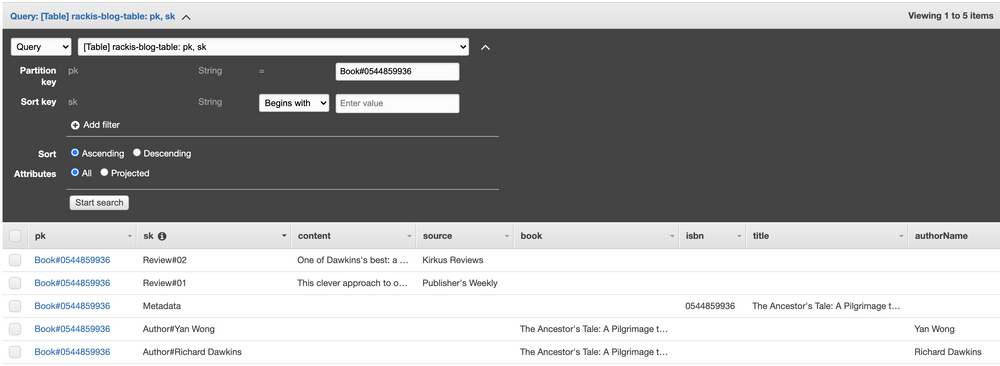 Query: [Table] rackis-blog-table: pk, sk
Viewing 1 to 5 items
Query [Table] rackis-blog-table: pk, sk
Partition key pk String = Book#0544859936
Sort key sk String Begins with Enter value
Add filter
Sort Ascending Descending
Attributes All Projected
Start search
pk sk content source book isbn title authorName
Book#0544859936 Review#02 One of Dawkins's best: a ... Kirkus Reviews
Book#0544859936 Review#01 This clever approach to o... Publisher's Weekly
Book#0544859936 Metadata 0544859936 The Ancestor's Tale: A Pilgrimage t...
Book#0544859936 Author#Yan Wong The Ancestor's Tale: A Pilgrimage t... Yan Wong
Book#0544859936 Author#Richard Dawkins The Ancestor's Tale: A Pilgrimage t... Richard Dawkins